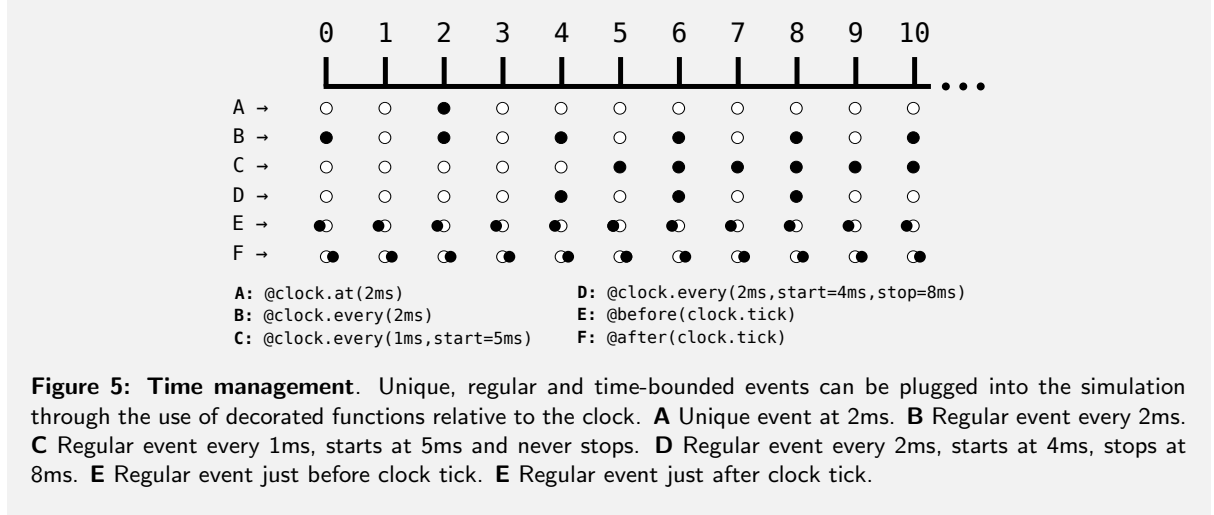 0 1 2 3 4 5 6 7 8 9 10
A →
B →
C →
D →
E →
F →
A: @clock.at(2ms)
B: @clock.every(2ms)
C: @clock.every(1ms,start=5ms)
D: @clock.every(2ms,start=4ms,stop=8ms)
E: @before(clock.tick)
F: @after(clock.tick)
Figure 5: Time management. Unique, regular and time-bounded events can be plugged into the simulation
through the use of decorated functions relative to the clock. A Unique event at 2ms. B Regular event every 2ms.
C Regular event every 1ms, starts at 5ms and never stops. D Regular event every 2ms, starts at 4ms, stops at
8ms. E Regular event just before clock tick. E Regular event just after clock tick.